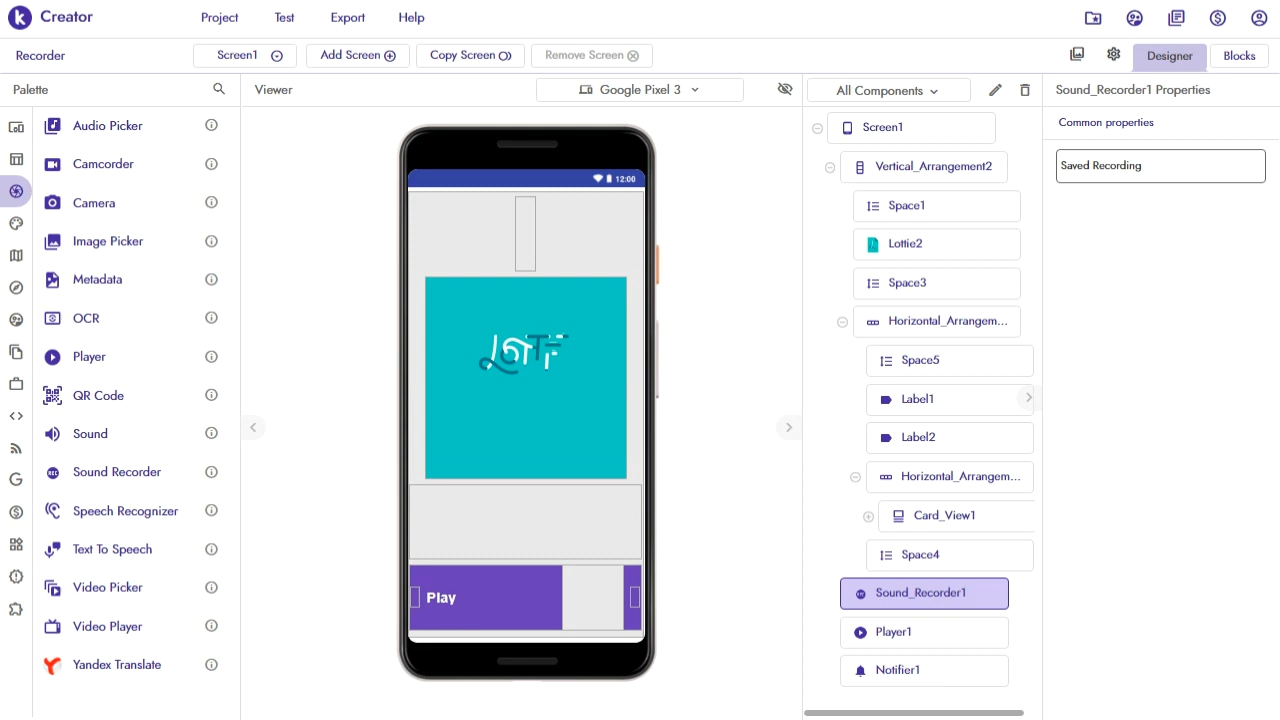 Creator
Project
Test
Export
Help
Recorder
Screen1
Add Screen
Copy Screen
Remove Screen
Designer
Blocks
Palette
Viewer
Google Pixel 3
All Components
Sound_Recorder1 Properties
Audio Picker
Camcorder
Camera
Image Picker
Metadata
OCR
Player
QR Code
Sound
Sound Recorder
Speech Recognizer
Text To Speech
Video Picker
Video Player
Yandex Translate
12:00
Play
Screen1
Vertical_Arrangement2
Space1
Lottie2
Space3
Horizontal_Arrangem...
Space5
Label1
Label2
Horizontal_Arrangem...
Card_View1
Space4
Sound_Recorder1
Player1
Notifier1
Common properties
Saved Recording